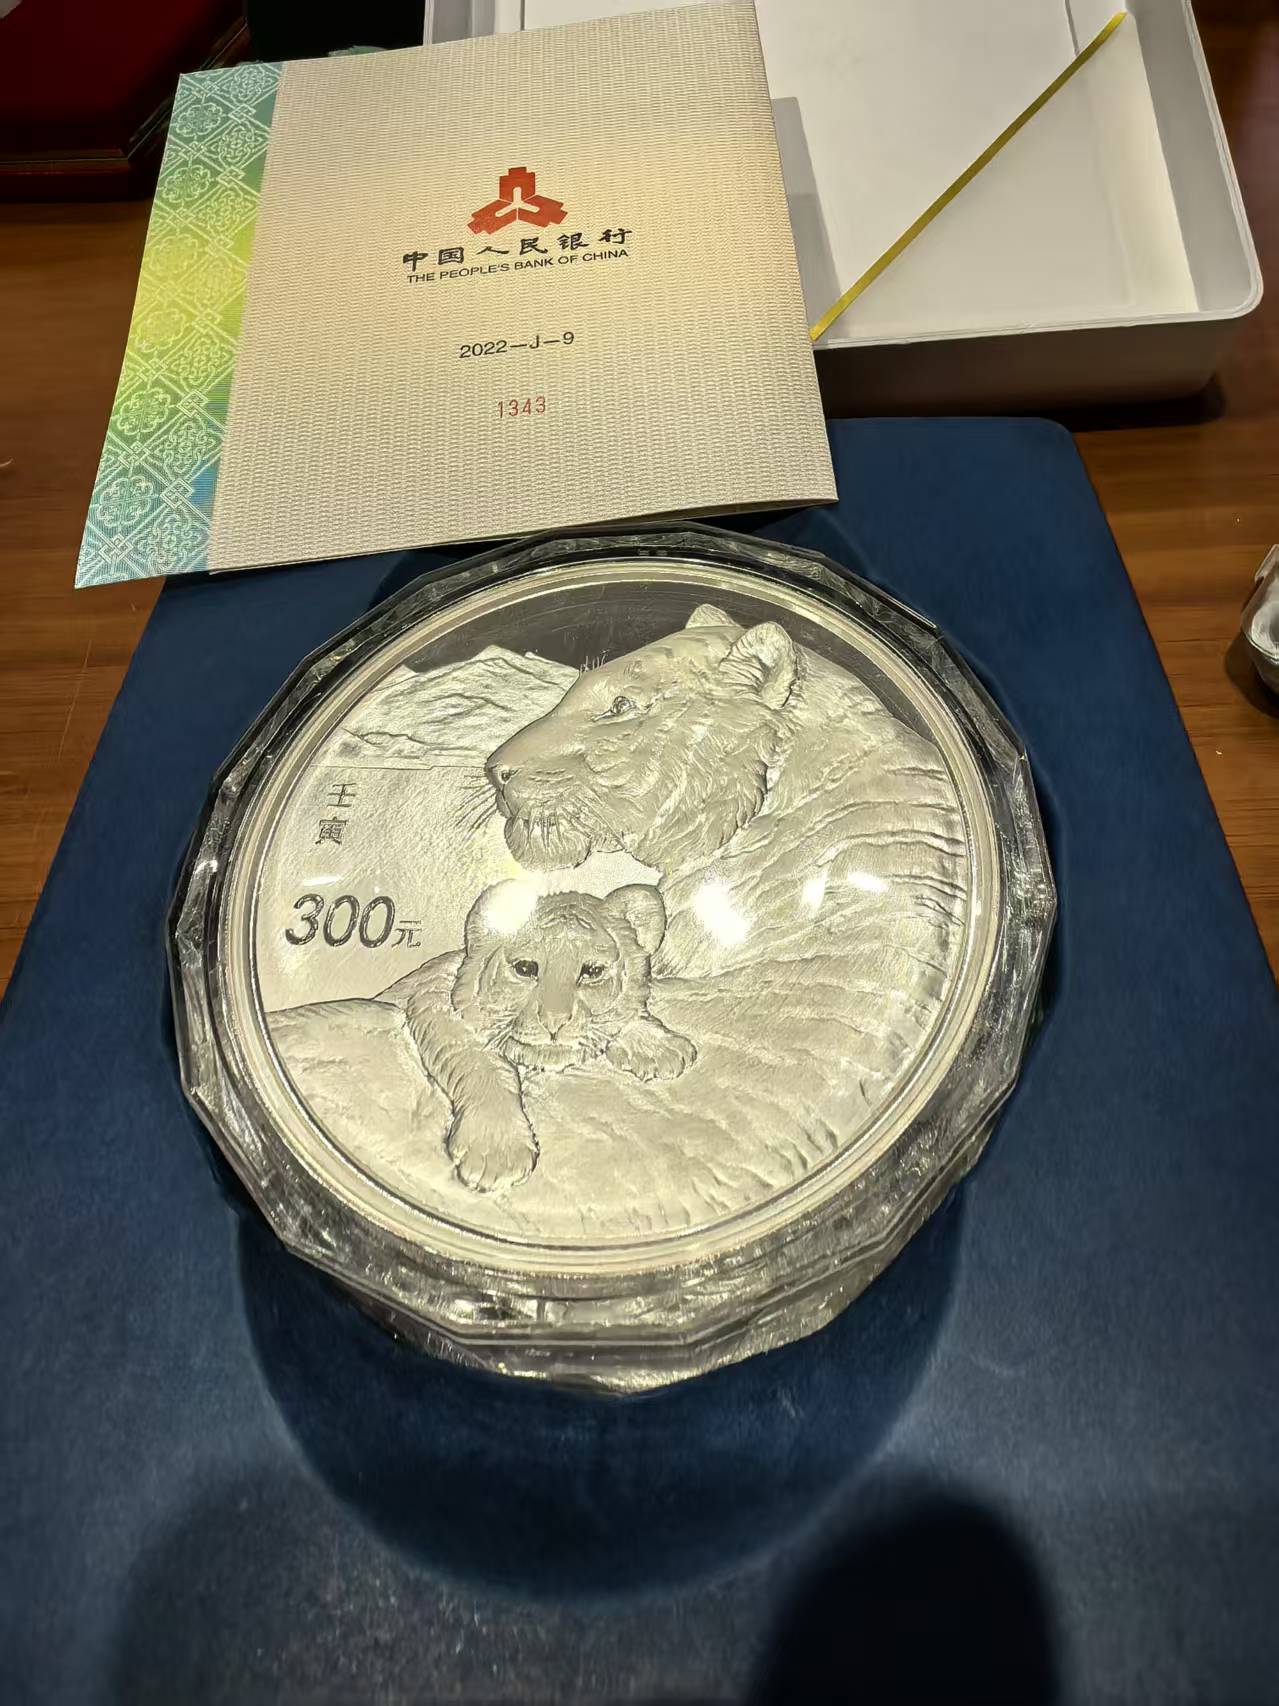 中国人民银行
THE PEOPLE'S BANK OF CHINA
2022-J-9
1343
壬
寅
300元